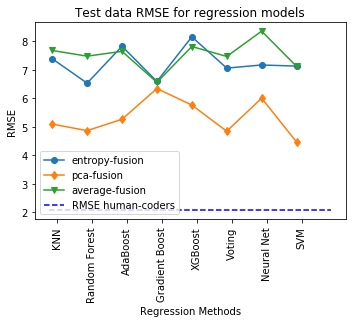 Test data RMSE for regression models
RMSE
8
7
6
5
4
3
2
entropy-fusion
pca-fusion
average-fusion
RMSE human-coders
KNN
Random Forest
AdaBoost
Gradient Boost
XGBoost
Voting
Neural Net
SVM
Regression Methods